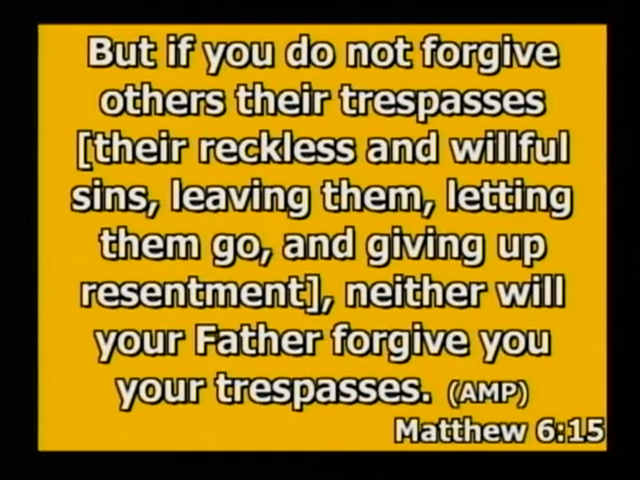 But if you do not forgive
others their trespasses
[their reckless and willful
sins, leaving them, letting
them go, and giving up
resentment], neither will
your Father forgive you
your trespasses. (AMP)
Matthew 6:15